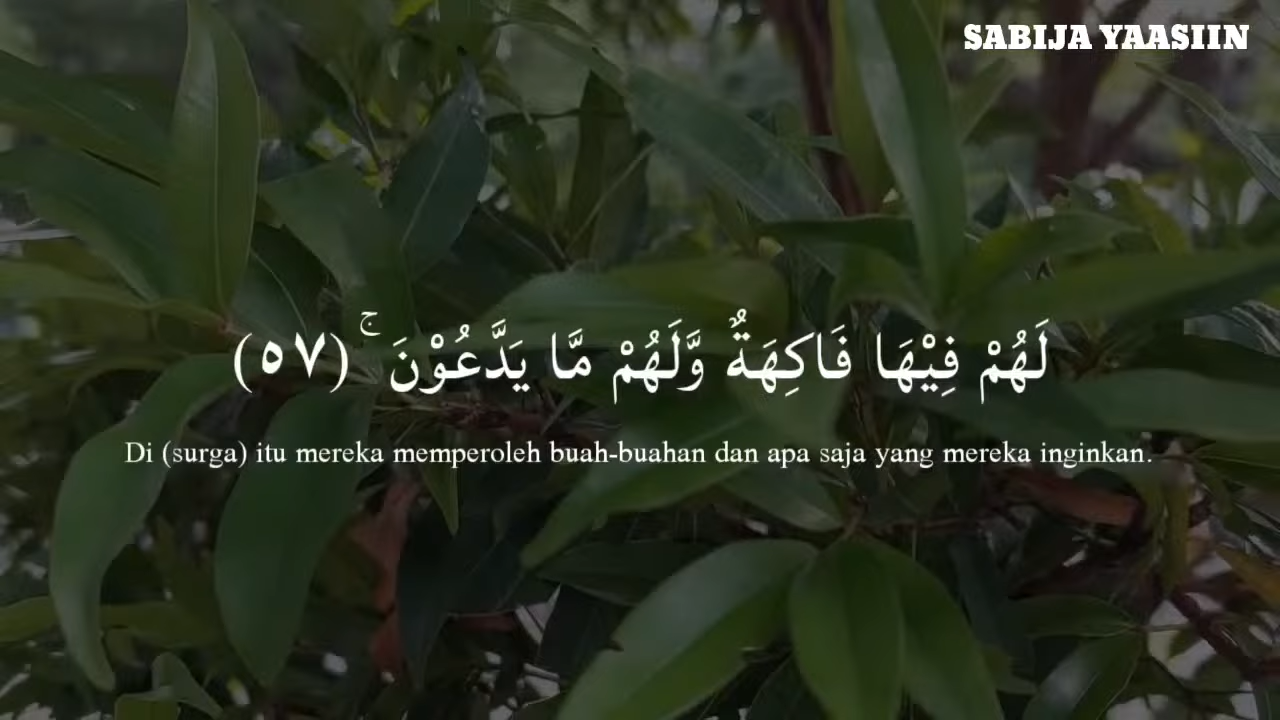 SABIJA YAASIIN
لَهُمْ فِيْهَا فَاكِهَةٌ وَّلَهُمْ مَّا يَدَّعُوْنَ ۚ (٥٧)
Di (surga) itu mereka memperoleh buah-buahan dan apa saja yang mereka inginkan.